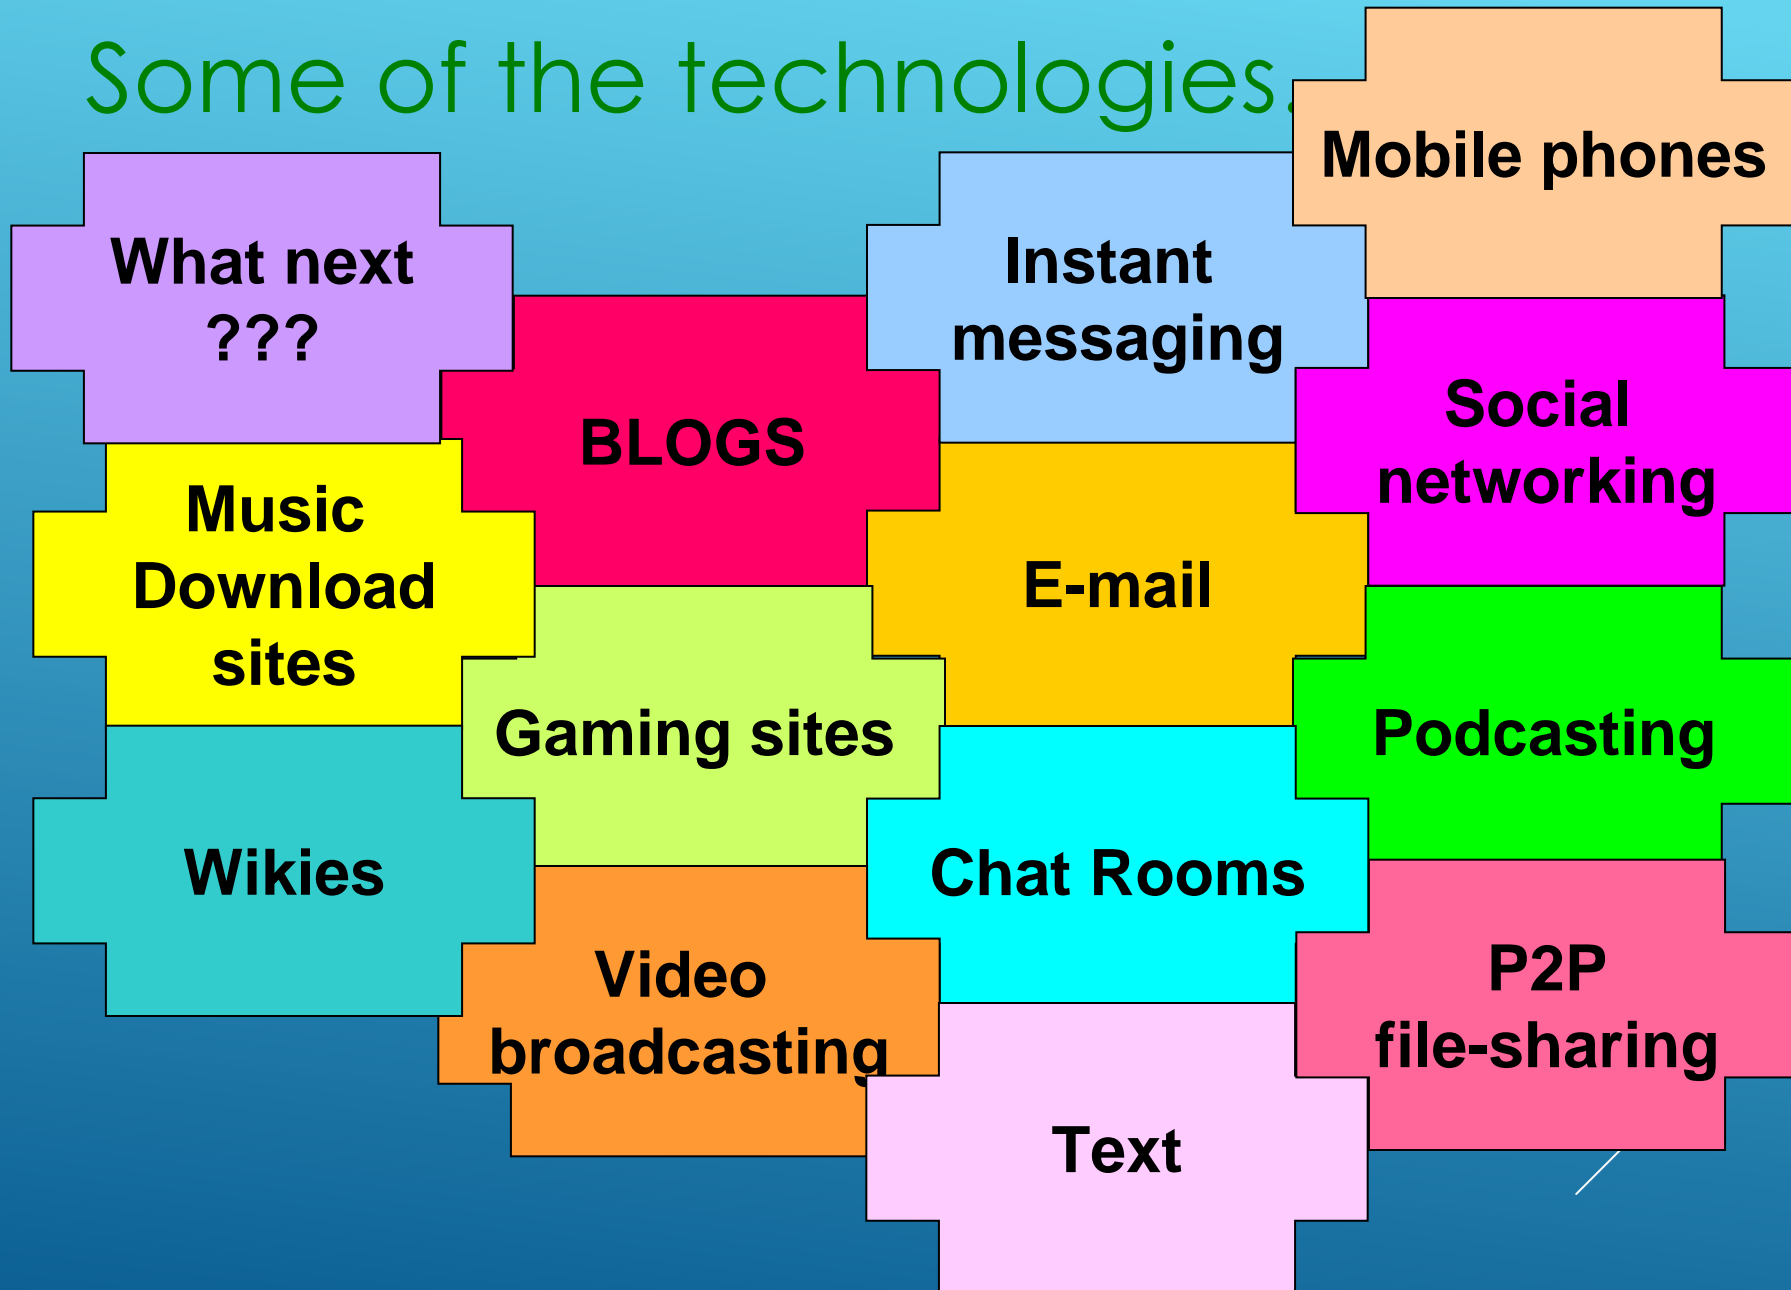 Some of the technologies.
Mobile phones
What next
???
Instant
messaging
BLOGS
Social
networking
Music
Download
sites
E-mail
Gaming sites
Podcasting
Wikies
Chat Rooms
Video
broadcasting
P2P
file-sharing
Text